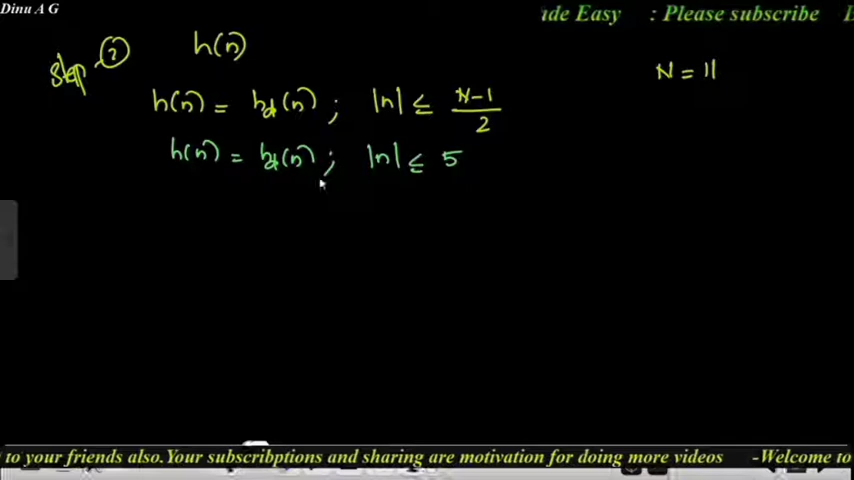 Dinu A G
ude Easy : Please subscribe
step - ② h(n)
N = 11
h(n) = hd(n) ; |n| ≤ N-1/2
h(n) = hd(n) ; |n| ≤ 5
to your friends also.Your subscribptions and sharing are motivation for doing more videos -Welcome to